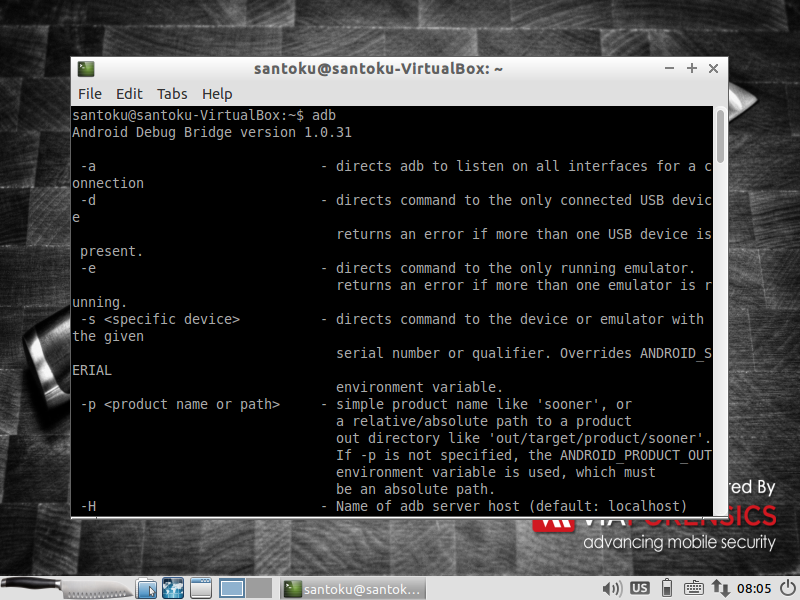 santoku@santoku-VirtualBox: ~
File Edit Tabs Help
santoku@santoku-VirtualBox:~$ adb
Android Debug Bridge version 1.0.31
-a - directs adb to listen on all interfaces for a c
onnection
-d - directs command to the only connected USB devic
e
returns an error if more than one USB device is
present.
-e - directs command to the only running emulator.
returns an error if more than one emulator is r
unning.
-s <specific device> - directs command to the device or emulator with
the given
serial number or qualifier. Overrides ANDROID_S
ERIAL
environment variable.
-p <product name or path> - simple product name like 'sooner', or
a relative/absolute path to a product
out directory like 'out/target/product/sooner'.
If -p is not specified, the ANDROID_PRODUCT_OUT
environment variable is used, which must
be an absolute path.
-H - Name of adb server host (default: localhost)
red By
VIAFORENSICS
advancing mobile security
santoku@santok... US 08:05